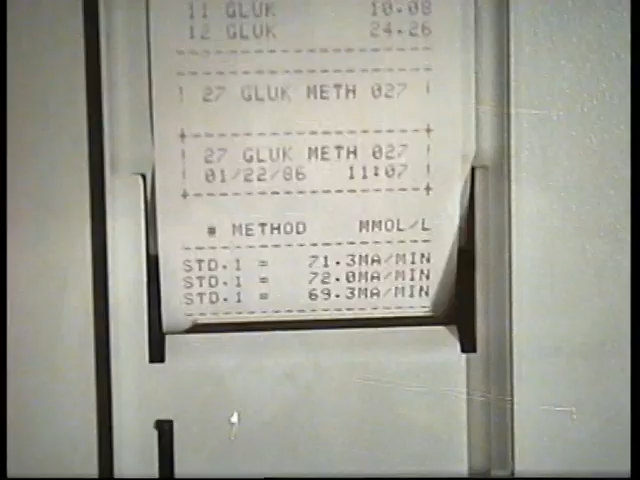 11 GLUK 10.08
12 GLUK 24.26
--------------------
--------------------
| 27 GLUK METH 027 |
+------------------+
| 27 GLUK METH 027 |
| 01/22/86 11:07 |
+------------------+
# METHOD MMOL/L
--------------------
STD.1 = 71.3MA/MIN
STD.1 = 72.0MA/MIN
STD.1 = 69.3MA/MIN
--------------------